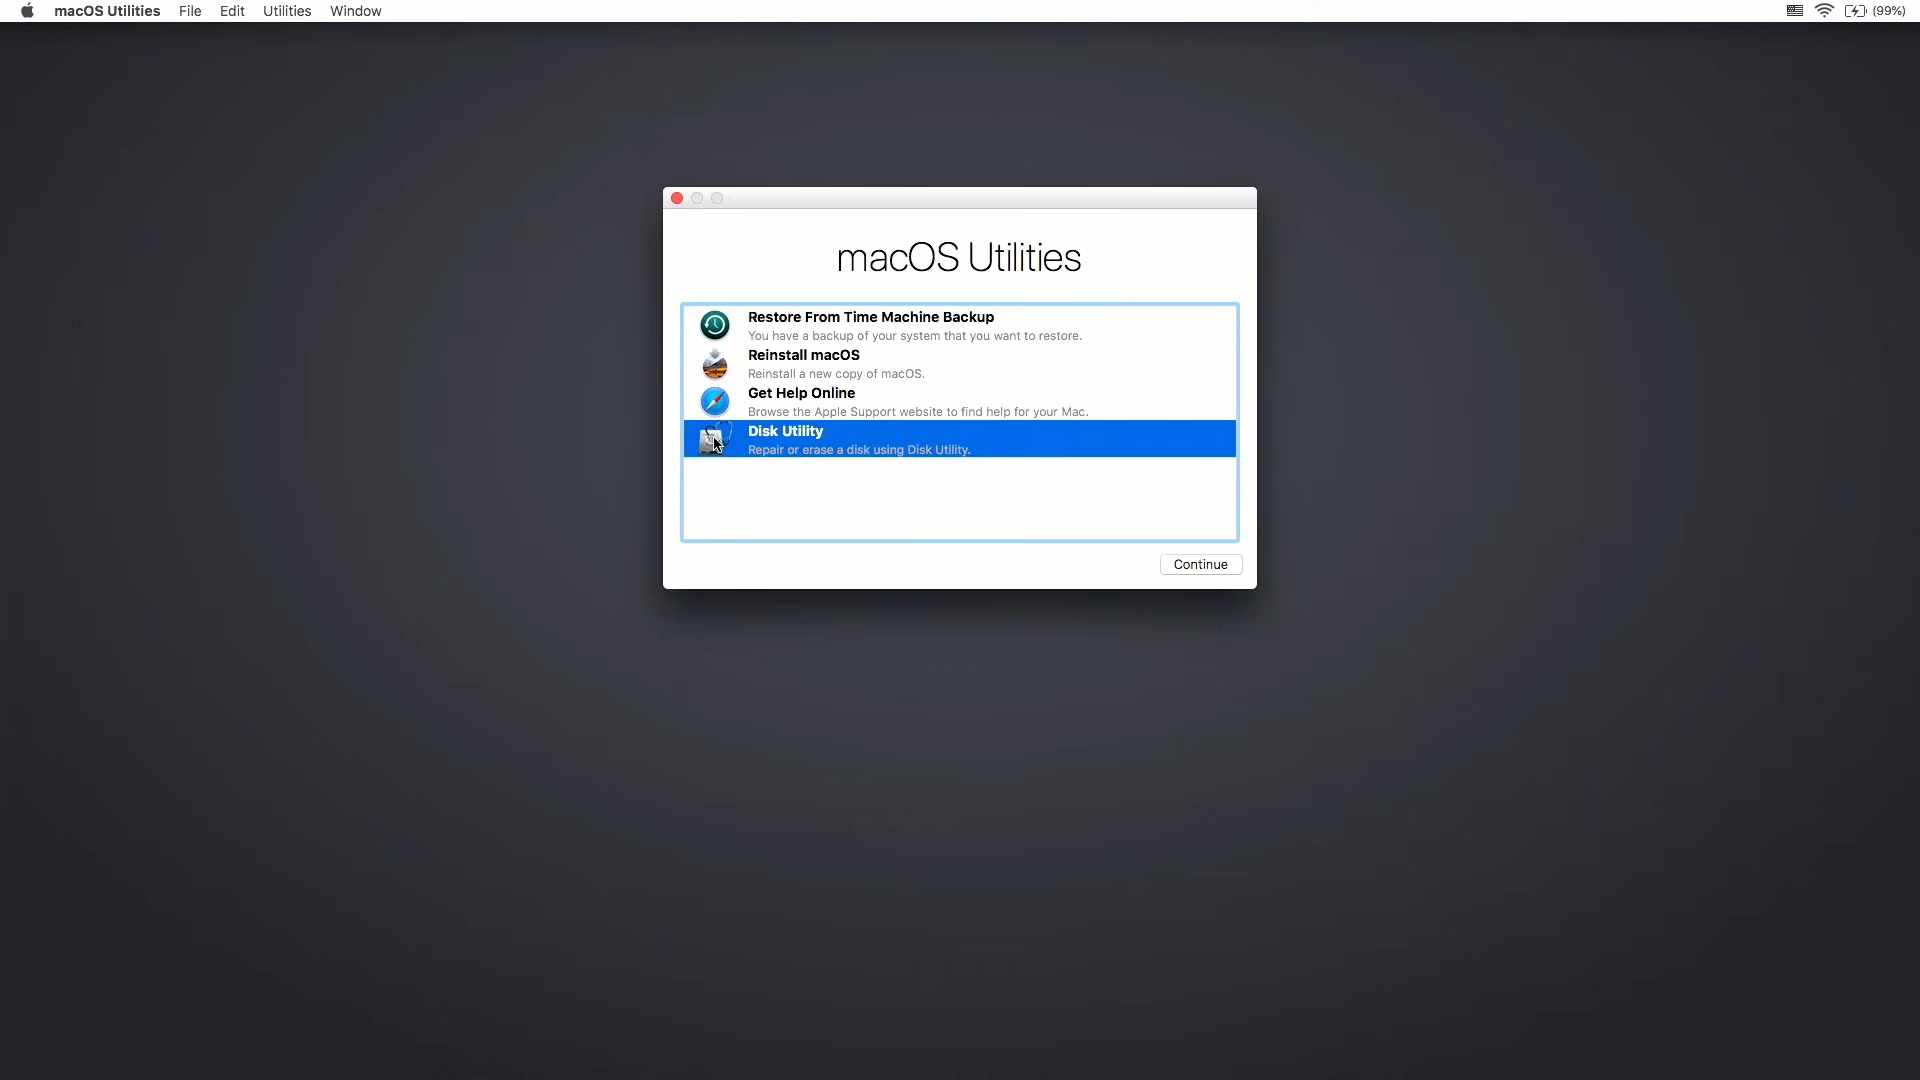 macOS Utilities File Edit Utilities Window (99%)
macOS Utilities
Restore From Time Machine Backup
You have a backup of your system that you want to restore.
Reinstall macOS
Reinstall a new copy of macOS.
Get Help Online
Browse the Apple Support website to find help for your Mac.
Disk Utility
Repair or erase a disk using Disk Utility.
Continue